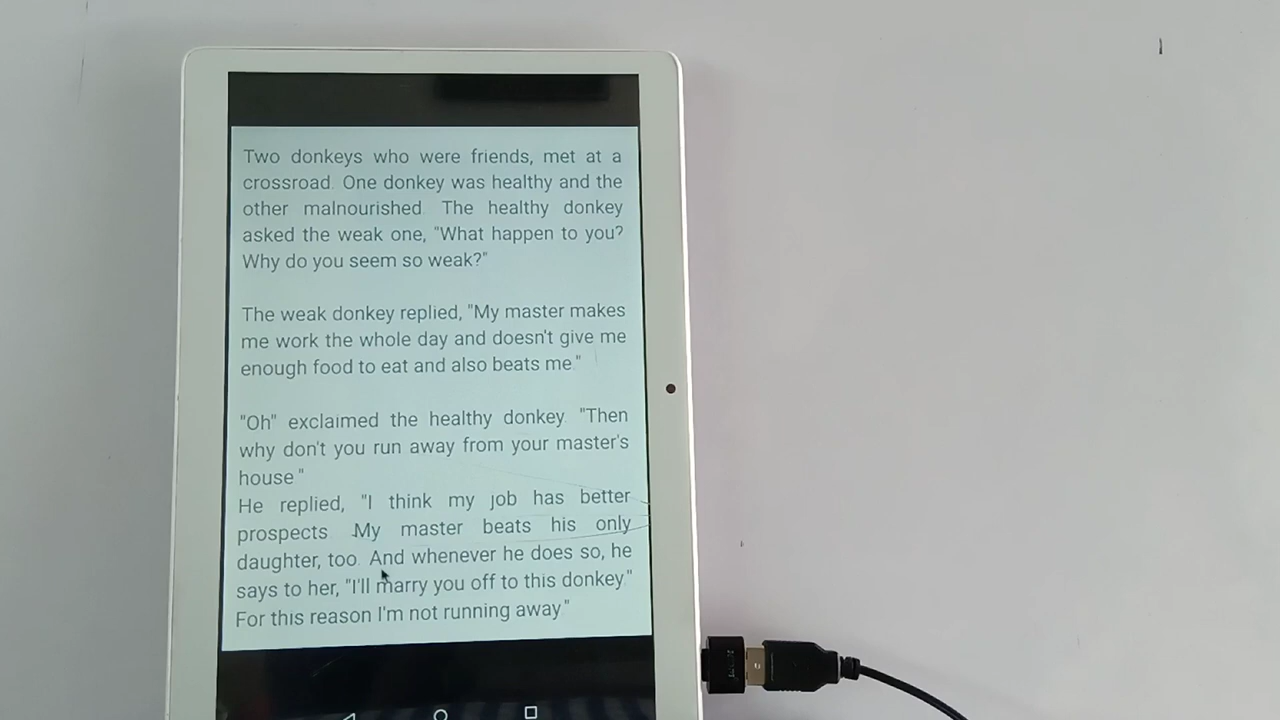 Two donkeys who were friends, met at a
crossroad. One donkey was healthy and the
other malnourished. The healthy donkey
asked the weak one, "What happen to you?
Why do you seem so weak?"
The weak donkey replied, "My master makes
me work the whole day and doesn't give me
enough food to eat and also beats me."
"Oh" exclaimed the healthy donkey. "Then
why don't you run away from your master's
house."
He replied, "I think my job has better
prospects. My master beats his only
daughter, too. And whenever he does so, he
says to her, "I'll marry you off to this donkey."
For this reason I'm not running away."